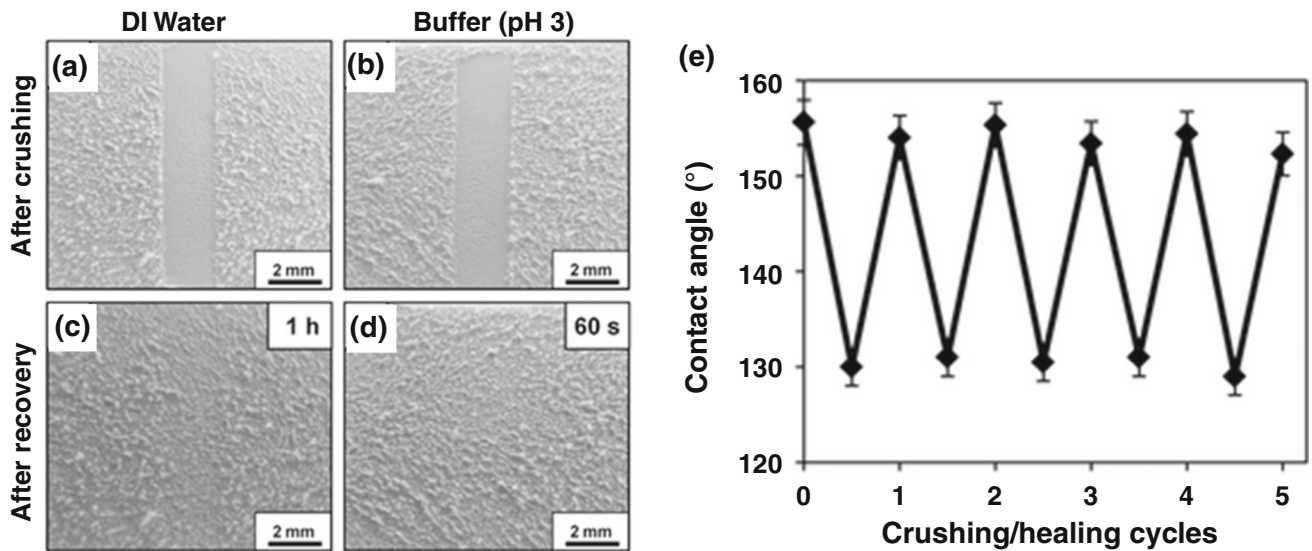 DI Water
Buffer (pH 3)
After crushing
(a)
2 mm
(b)
2 mm
After recovery
(c)
1 h
2 mm
(d)
60 s
2 mm
(e)
Contact angle (°)
160
150
140
130
120
0 1 2 3 4 5
Crushing/healing cycles